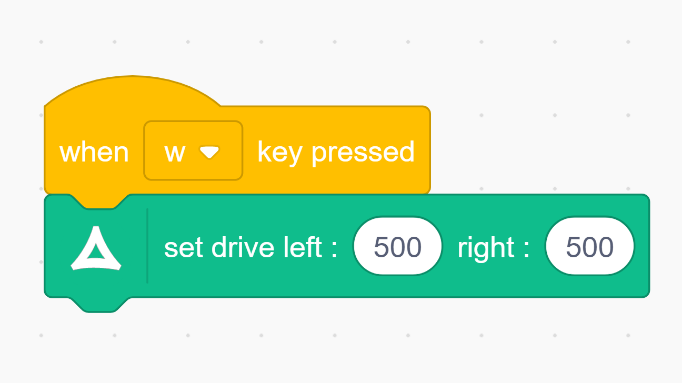 when w key pressed
set drive left : 500 right : 500